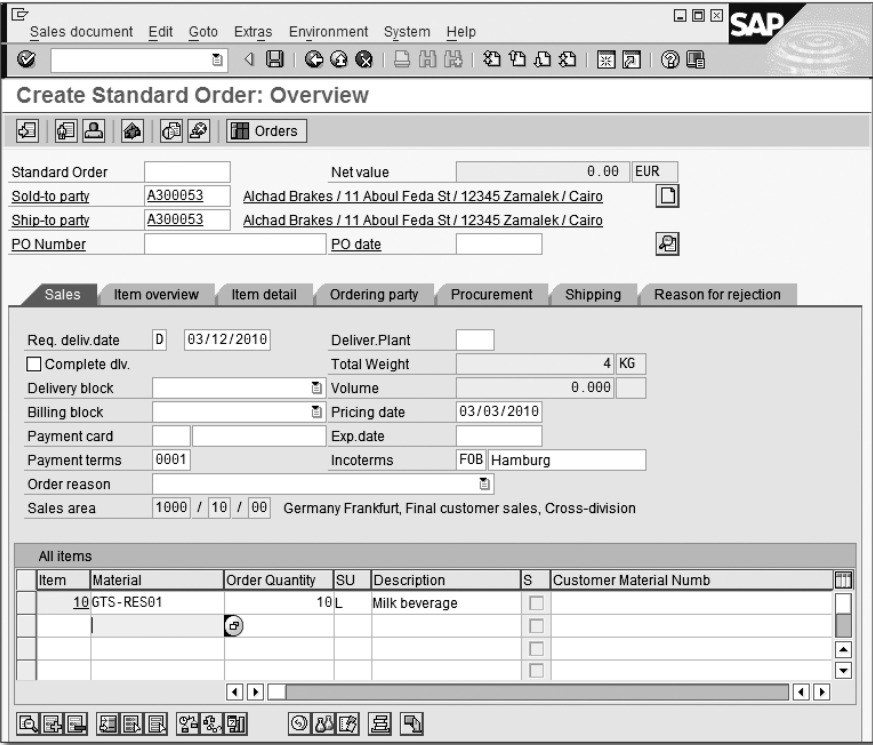 SAP
Sales document Edit Goto Extras Environment System Help
Create Standard Order: Overview
Orders
Standard Order Net value 0.00 EUR
Sold-to party A300053 Alchad Brakes / 11 Aboul Feda St / 12345 Zamalek / Cairo
Ship-to party A300053 Alchad Brakes / 11 Aboul Feda St / 12345 Zamalek / Cairo
PO Number PO date
Sales Item overview Item detail Ordering party Procurement Shipping Reason for rejection
Req. deliv.date D 03/12/2010 Deliver.Plant
Complete dlv. Total Weight 4 KG
Delivery block Volume 0.000
Billing block Pricing date 03/03/2010
Payment card Exp.date
Payment terms 0001 Incoterms FOB Hamburg
Order reason
Sales area 1000 / 10 / 00 Germany Frankfurt, Final customer sales, Cross-division
All items
Item Material Order Quantity SU Description S Customer Material Numb
10 GTS-RES01 10 L Milk beverage